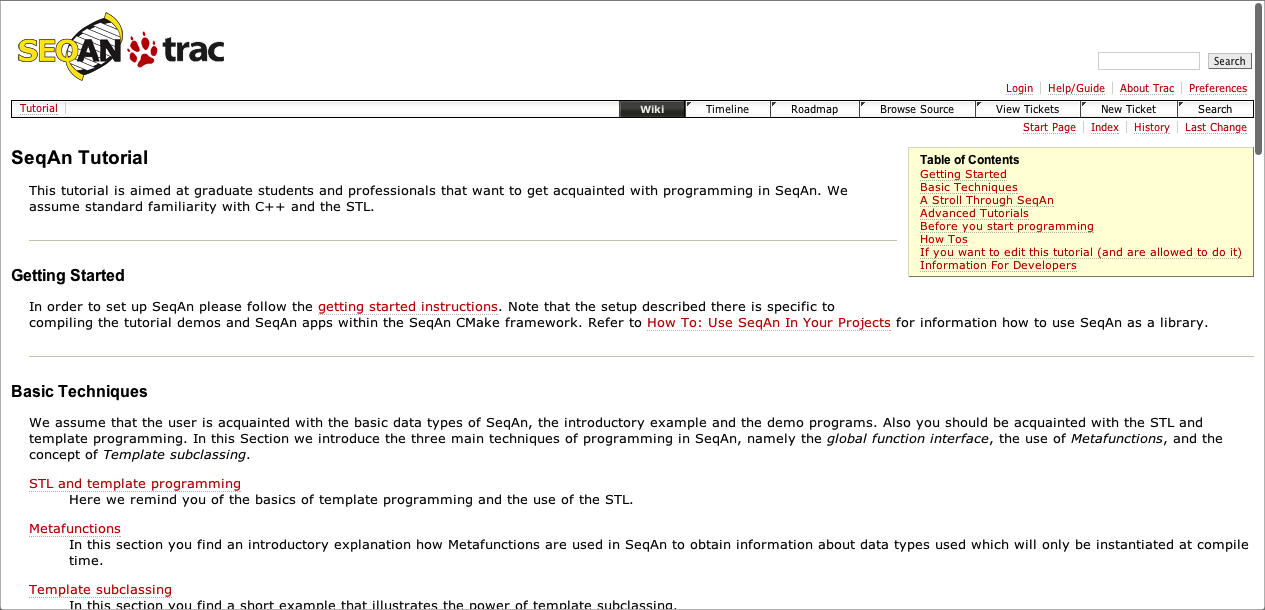 SEQAN trac
Search
Login Help/Guide About Trac Preferences
Tutorial Wiki Timeline Roadmap Browse Source View Tickets New Ticket Search
Start Page Index History Last Change
SeqAn Tutorial
This tutorial is aimed at graduate students and professionals that want to get acquainted with programming in SeqAn. We
assume standard familiarity with C++ and the STL.
Table of Contents
Getting Started
Basic Techniques
A Stroll Through SeqAn
Advanced Tutorials
Before you start programming
How Tos
If you want to edit this tutorial (and are allowed to do it)
Information For Developers
Getting Started
In order to set up SeqAn please follow the getting started instructions. Note that the setup described there is specific to
compiling the tutorial demos and SeqAn apps within the SeqAn CMake framework. Refer to How To: Use SeqAn In Your Projects for information how to use SeqAn as a library.
Basic Techniques
We assume that the user is acquainted with the basic data types of SeqAn, the introductory example and the demo programs. Also you should be acquainted with the STL and
template programming. In this Section we introduce the three main techniques of programming in SeqAn, namely the global function interface, the use of Metafunctions, and the
concept of Template subclassing.
STL and template programming
Here we remind you of the basics of template programming and the use of the STL.
Metafunctions
In this section you find an introductory explanation how Metafunctions are used in SeqAn to obtain information about data types used which will only be instantiated at compile
time.
Template subclassing
In this section you find a short example that illustrates the power of template subclassing.